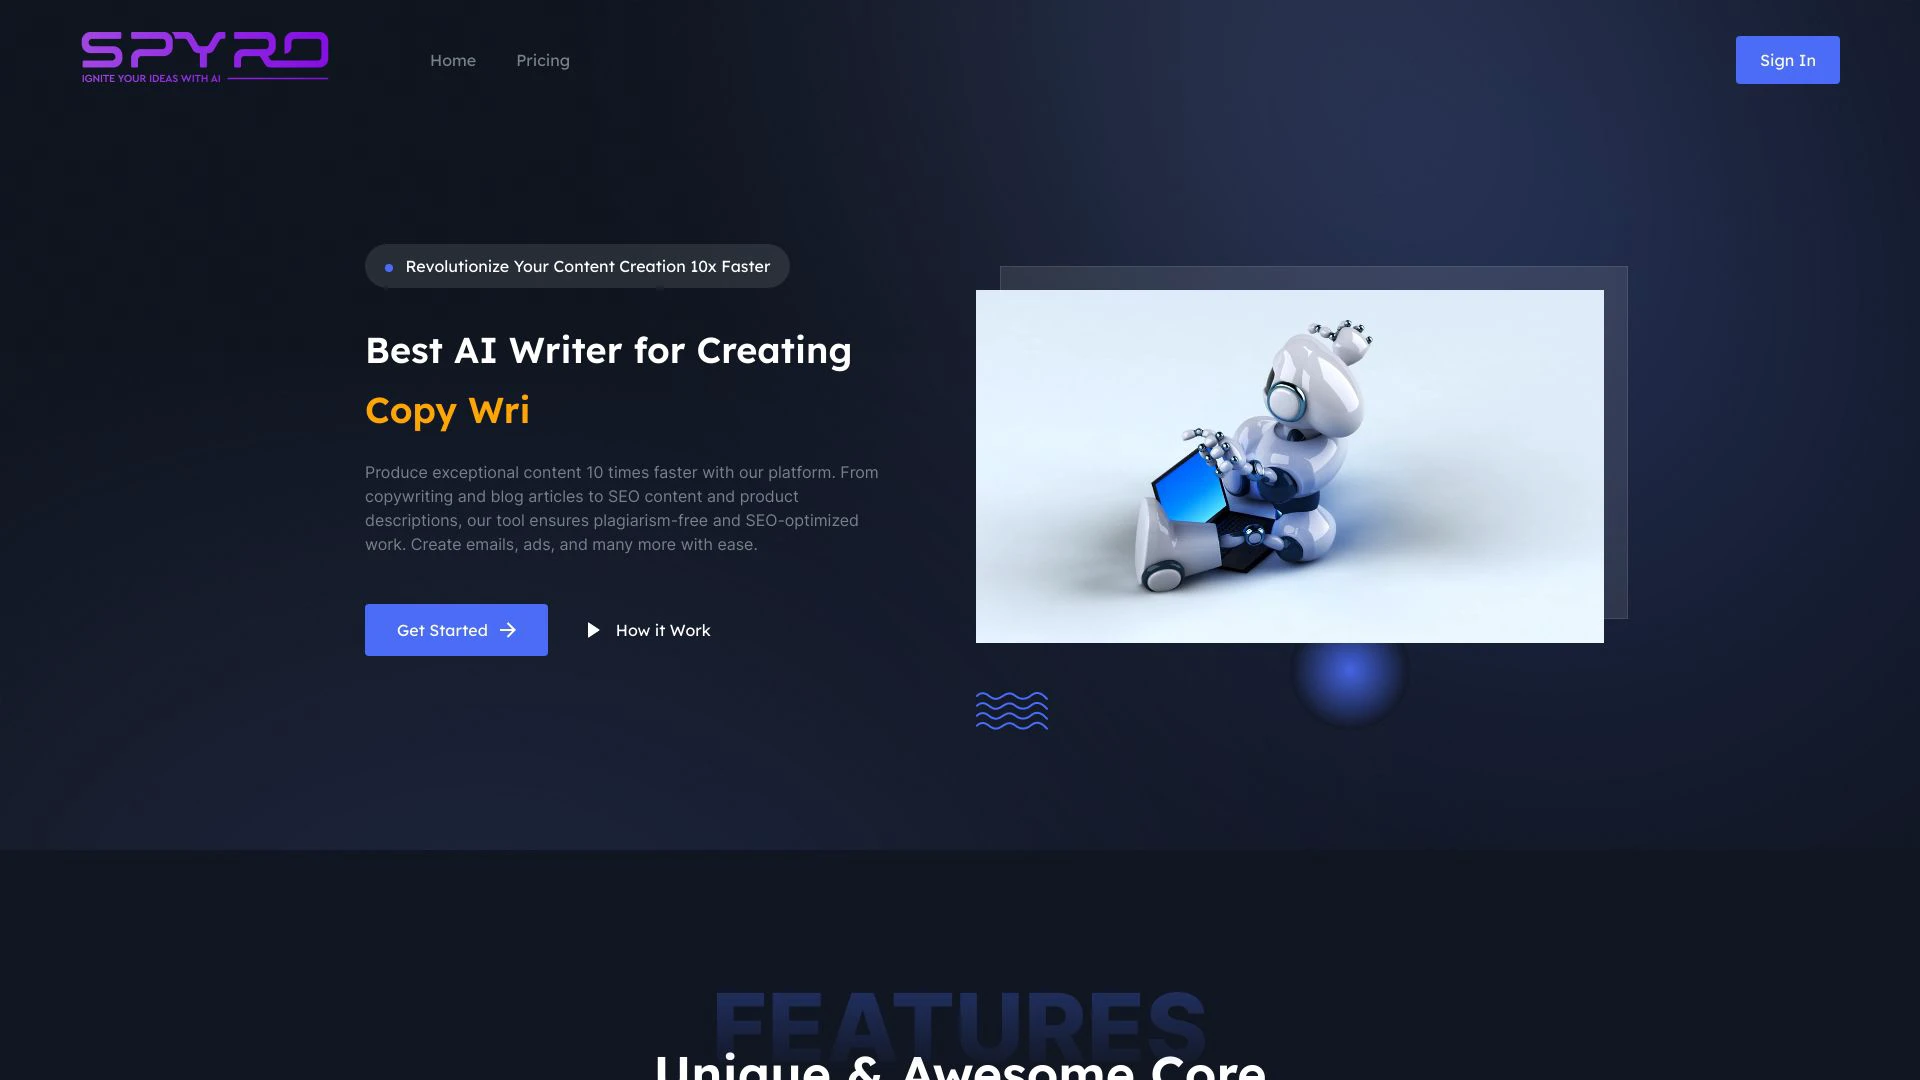 SPYRO
IGNITE YOUR IDEAS WITH AI
Home
Pricing
Sign In
Revolutionize Your Content Creation 10x Faster
Best AI Writer for Creating
Copy Wri
Produce exceptional content 10 times faster with our platform. From
copywriting and blog articles to SEO content and product
descriptions, our tool ensures plagiarism-free and SEO-optimized
work. Create emails, ads, and many more with ease.
Get Started
How it Work
FEATURES
Unique & Awesome Core